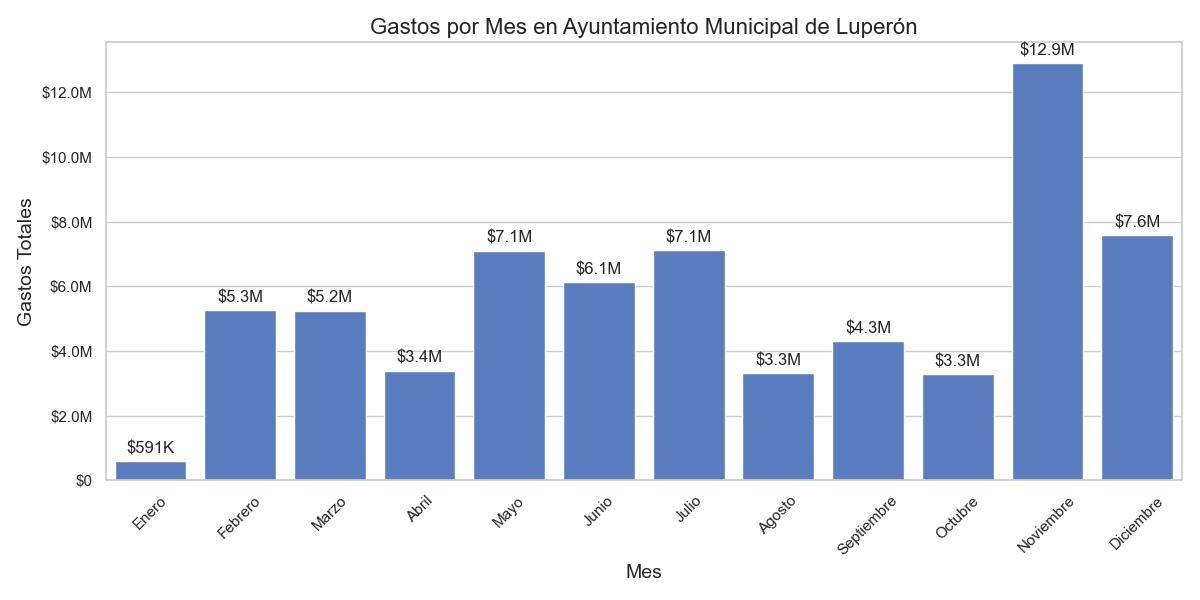 Gastos por Mes en Ayuntamiento Municipal de Luperón
Gastos Totales
$12.0M
$10.0M
$8.0M
$6.0M
$4.0M
$2.0M
$0
$591K
$5.3M
$5.2M
$3.4M
$7.1M
$6.1M
$7.1M
$3.3M
$4.3M
$3.3M
$12.9M
$7.6M
Enero
Febrero
Marzo
Abril
Mayo
Junio
Julio
Agosto
Septiembre
Octubre
Noviembre
Diciembre
Mes